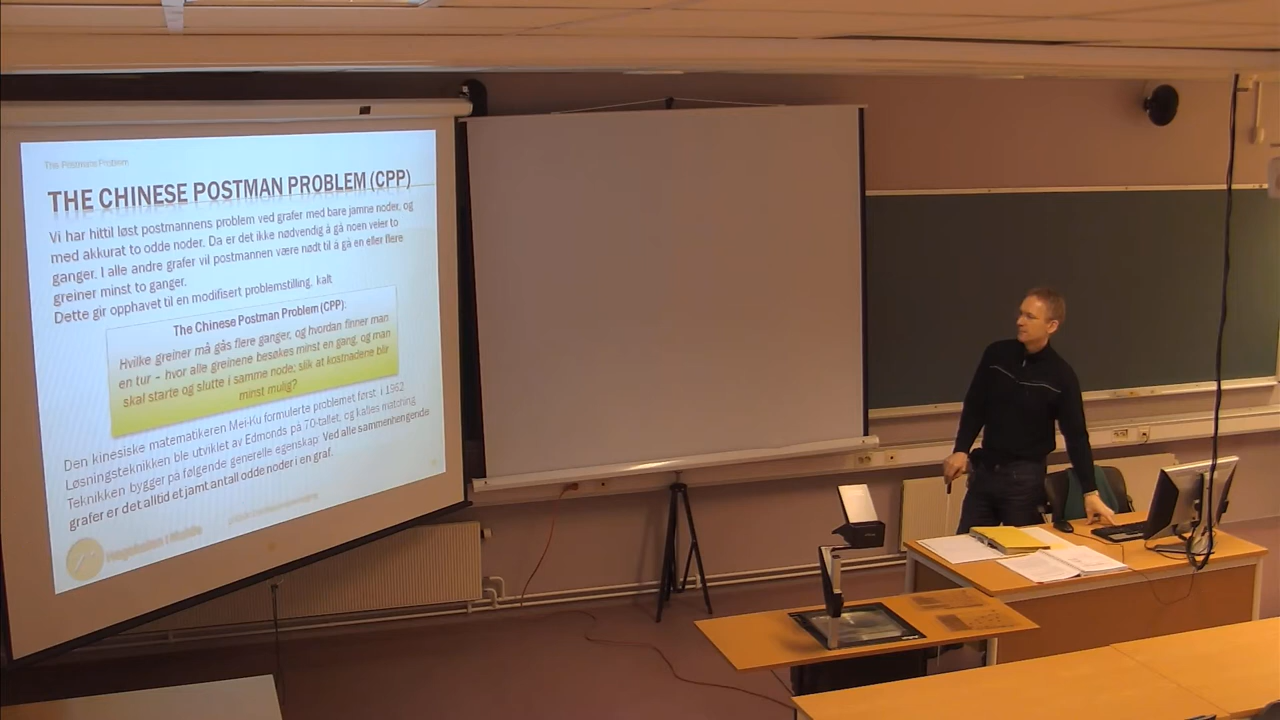 The Postmans Problem
THE CHINESE POSTMAN PROBLEM (CPP)
Vi har hittil løst postmannens problem ved grafer med bare jamne noder, og
med akkurat to odde noder. Da er det ikke nødvendig å gå noen veier to
ganger. I alle andre grafer vil postmannen være nødt til å gå en eller flere
greiner minst to ganger.
Dette gir opphavet til en modifisert problemstilling, kalt
The Chinese Postman Problem (CPP):
Hvilke greiner må gås flere ganger, og hvordan finner man
en tur – hvor alle greinene besøkes minst en gang, og man
skal starte og slutte i samme node; slik at kostnadene blir
minst mulig?
Den kinesiske matematikeren Mei-Ku formulerte problemet først i 1962
Løsningsteknikken ble utviklet av Edmonds på 70-tallet, og kalles matching
Teknikken bygger på følgende generelle egenskap: Ved alle sammenhengende
grafer er det alltid et jamt antall odde noder i en graf.
Høgskolen i Molde